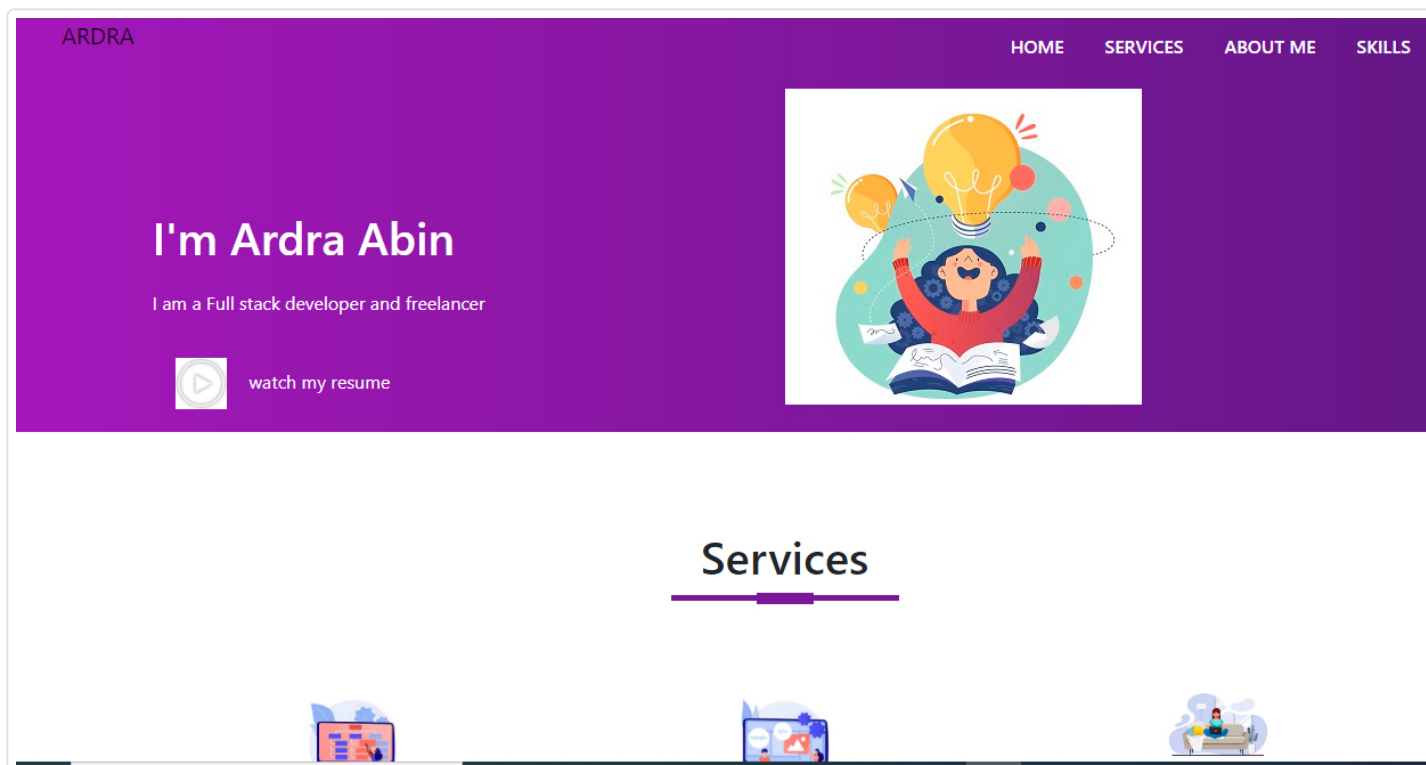 ARDRA
HOME SERVICES ABOUT ME SKILLS
I'm Ardra Abin
I am a Full stack developer and freelancer
watch my resume
Services